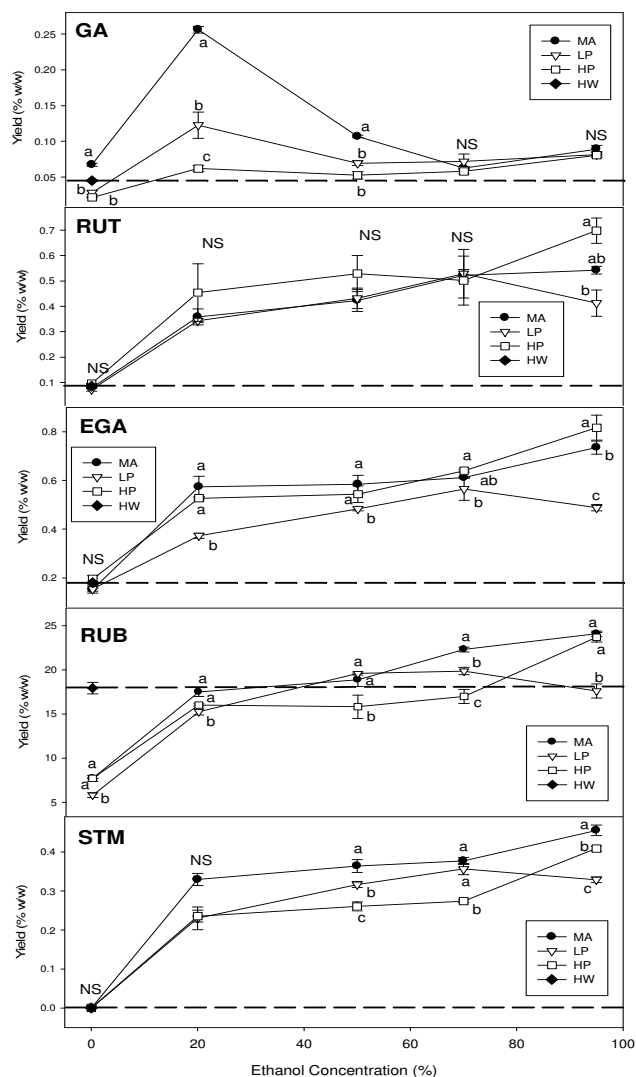 GA
MA
LP
HP
HW
Yield (% w/w)
0.25
0.20
0.15
0.10
0.05
a
a
b
c
a
b
b
b
b
NS
NS
RUT
MA
LP
HP
HW
Yield (% w/w)
0.7
0.6
0.5
0.4
0.3
0.2
0.1
NS
NS
NS
NS
a
ab
b
EGA
MA
LP
HP
HW
Yield (% w/w)
0.8
0.6
0.4
0.2
NS
a
a
b
a
a
b
a
ab
b
a
b
c
RUB
MA
LP
HP
HW
Yield (% w/w)
25
20
15
10
5
a
a
b
a
a
b
a
a
b
a
b
c
a
a
b
STM
MA
LP
HP
HW
Yield (% w/w)
0.4
0.3
0.2
0.1
0.0
NS
NS
a
b
c
a
a
b
a
b
c
0 20 40 60 80 100
Ethanol Concentration (%)